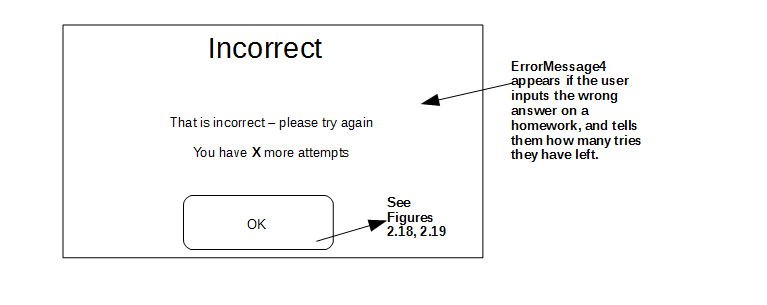 Incorrect
ErrorMessage4
appears if the user
inputs the wrong
answer on a
homework, and tells
them how many tries
they have left.
That is incorrect – please try again
You have X more attempts
See
Figures
2.18, 2.19
OK